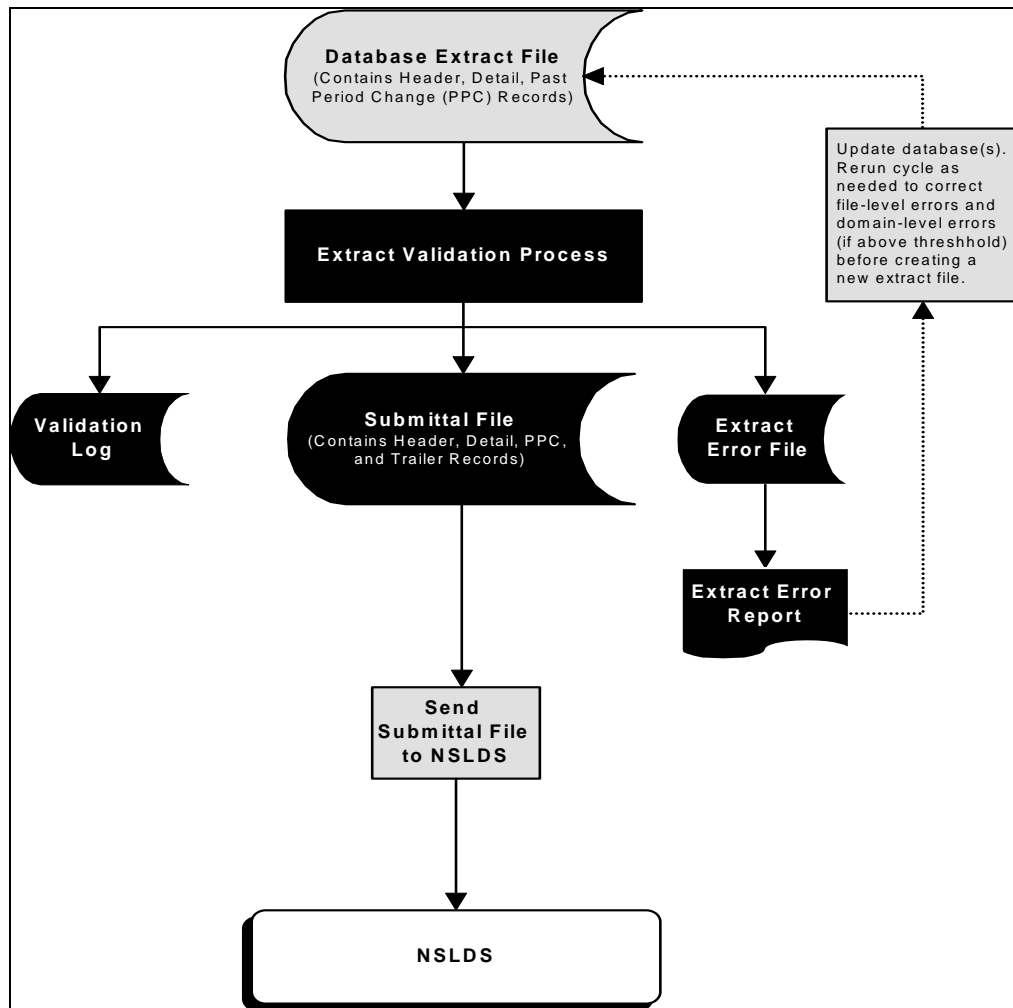 Database Extract File
(Contains Header, Detail, Past
Period Change (PPC) Records)
Update database(s).
Rerun cycle as
needed to correct
file-level errors and
domain-level errors
(if above threshhold)
before creating a
new extract file.
Extract Validation Process
Validation
Log
Submittal File
(Contains Header, Detail, PPC,
and Trailer Records)
Extract
Error File
Extract Error
Report
Send
Submittal File
to NSLDS
NSLDS